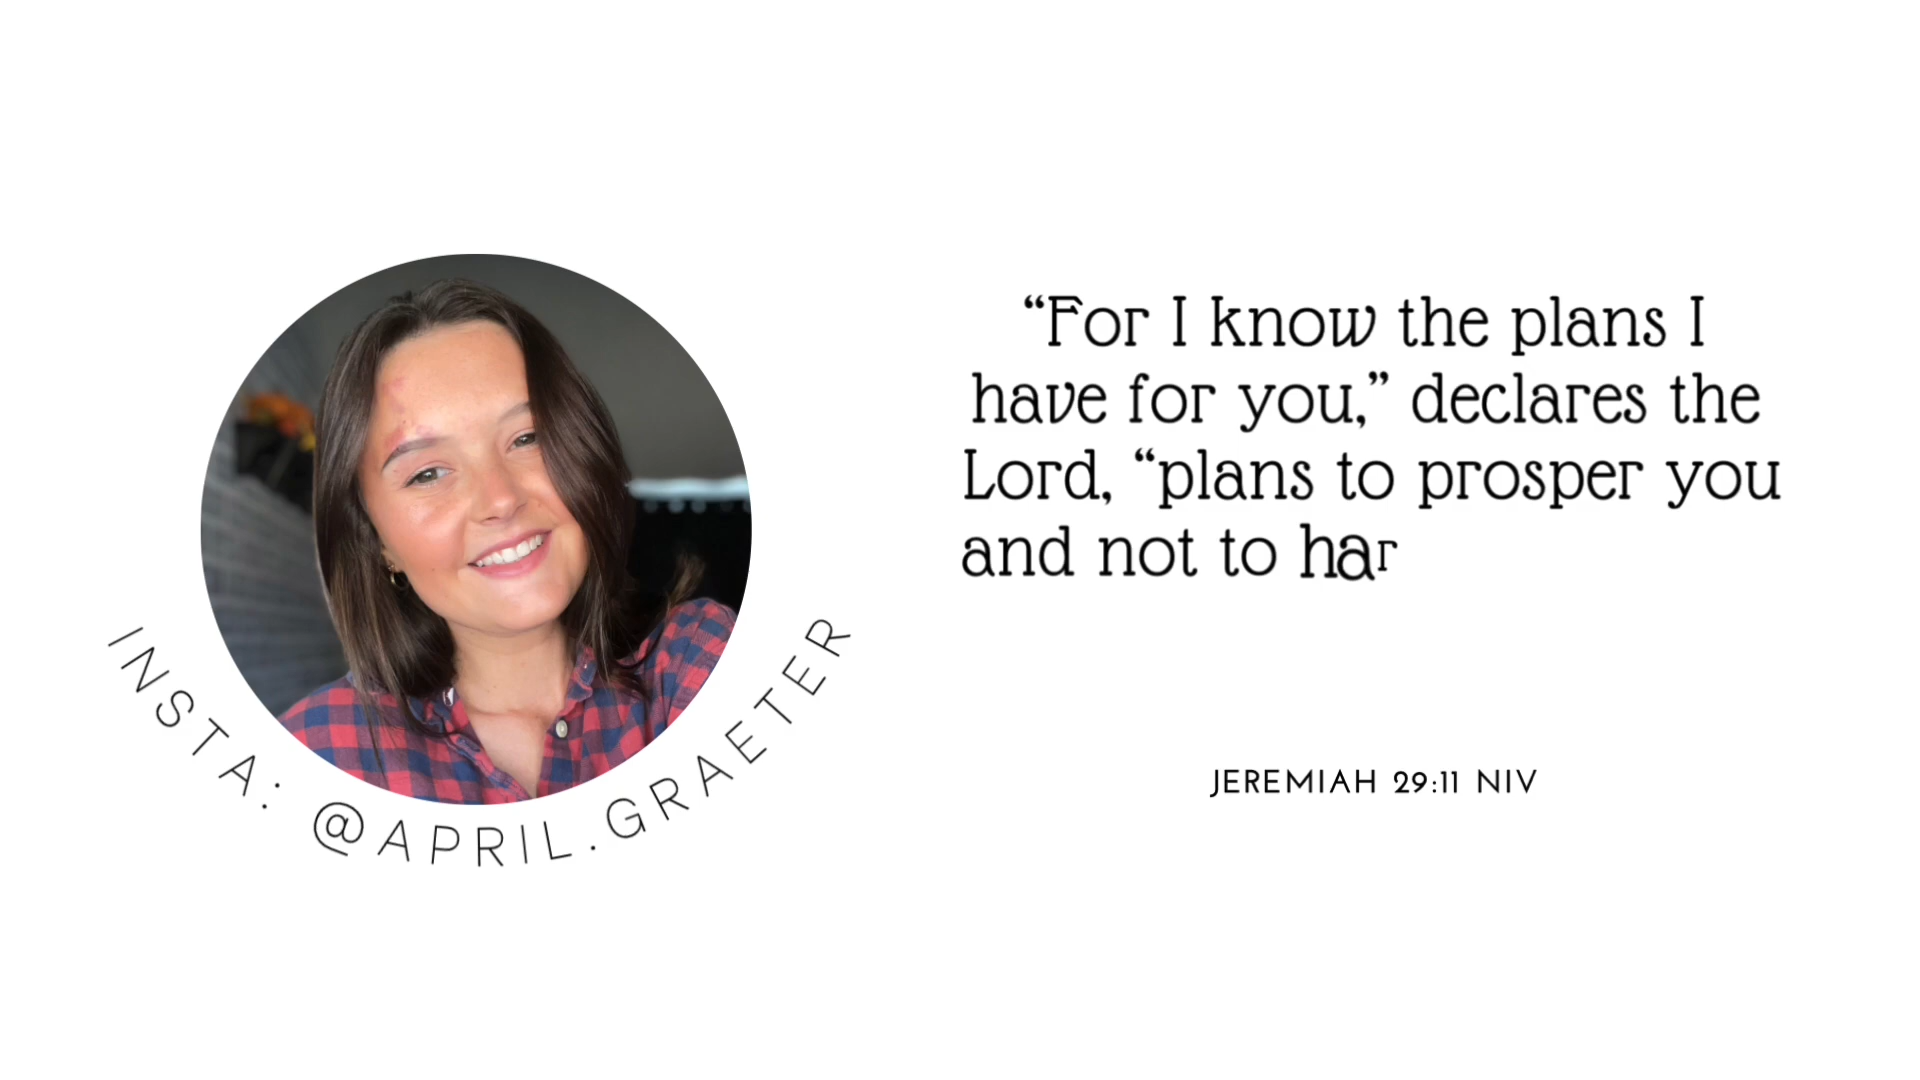 INSTA: @APRIL.GRAETER
“For I know the plans I
have for you,” declares the
Lord, “plans to prosper you
and not to har
JEREMIAH 29:11 NIV